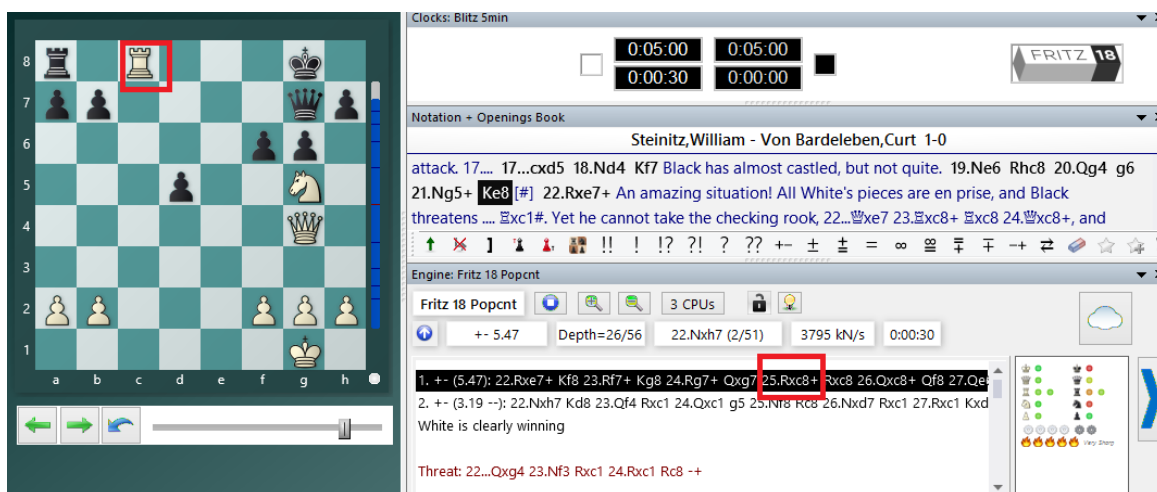 Clocks: Blitz 5min
0:05:00 0:05:00
0:00:30 0:00:00
FRITZ 18
Notation + Openings Book
Steinitz,William - Von Bardeleben,Curt 1-0
attack. 17.... 17...cxd5 18.Nd4 Kf7 Black has almost castled, but not quite. 19.Ne6 Rhc8 20.Qg4 g6
21.Ng5+ Ke8 [#] 22.Rxe7+ An amazing situation! All White's pieces are en prise, and Black
threatens .... ♖xc1#. Yet he cannot take the checking rook, 22...♕xe7 23.♖xc8+ ♖xc8 24.♕xc8+, and
] !! ! !? ?! ? ?? +- ± ⩲ = ∞ ⯹ ⩱ ∓ -+ ⇄
Engine: Fritz 18 Popcnt
Fritz 18 Popcnt 3 CPUs
+- 5.47 Depth=26/56 22.Nxh7 (2/51) 3795 kN/s 0:00:30
1. +- (5.47): 22.Rxe7+ Kf8 23.Rf7+ Kg8 24.Rg7+ Qxg7 25.Rxc8+ Rxc8 26.Qxc8+ Qf8
2. +- (3.19 --): 22.Nxh7 Kd8 23.Qf4 Rxc1 24.Qxc1 g5 25.Nf8 Rc8 26.Nxd7 Rxc1 27.Rxc1 Kxd
White is clearly winning
Threat: 22...Qxg4 23.Nf3 Rxc1 24.Rxc1 Rc8 -+
Very Sharp
8
7
6
5
4
3
2
1
a b c d e f g h